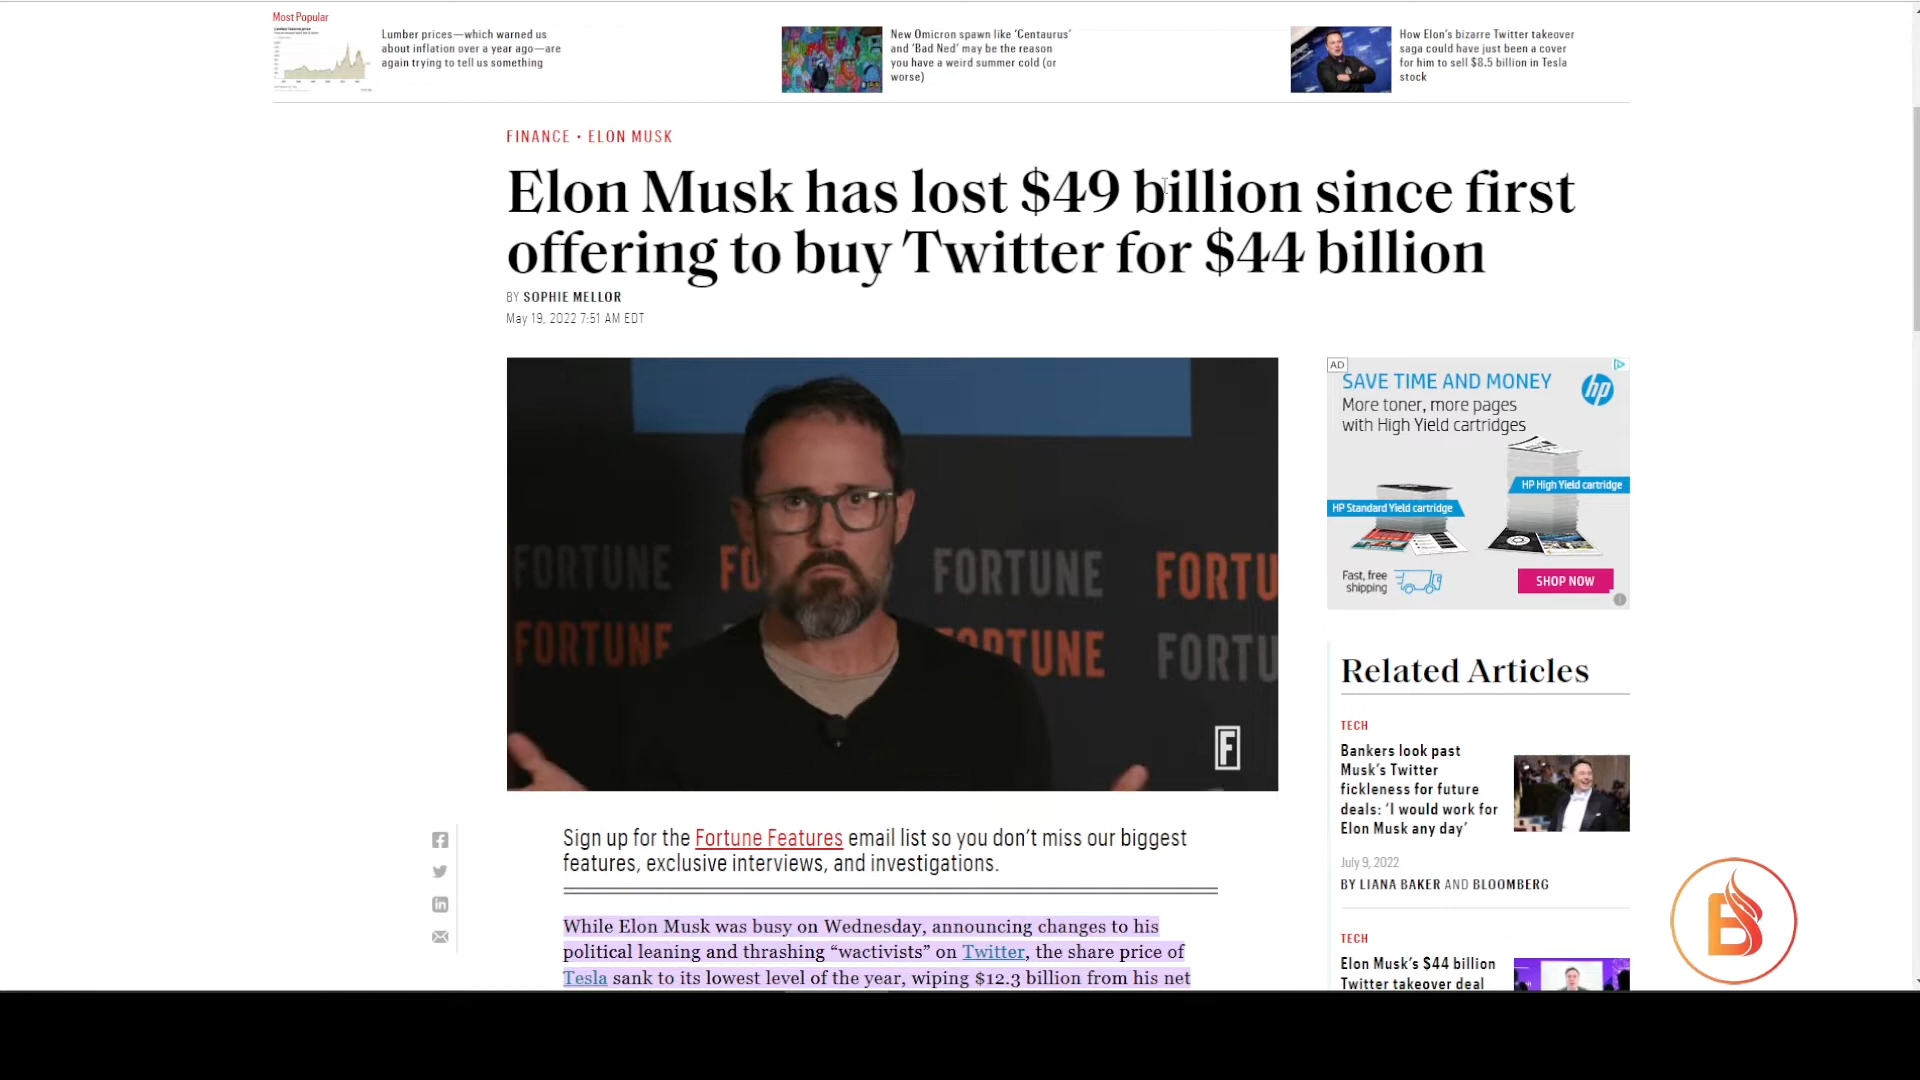 Most Popular
Lumber prices—which warned us
about inflation over a year ago—are
again trying to tell us something
New Omicron spawn like ‘Centaurus’
and ‘Bad Ned’ may be the reason
you have a weird summer cold (or
worse)
How Elon’s bizarre Twitter takeover
saga could have just been a cover
for him to sell $8.5 billion in Tesla
stock
FINANCE • ELON MUSK
Elon Musk has lost $49 billion since first
offering to buy Twitter for $44 billion
BY SOPHIE MELLOR
May 19, 2022 7:51 AM EDT
FORTUNE FO FORTUNE FORTU
FORTUNE ORTUNE FORTU
F
AD
SAVE TIME AND MONEY
hp
More toner, more pages
with High Yield cartridges
HP High Yield cartridge
HP Standard Yield cartridge
Fast, free
shipping
SHOP NOW
Related Articles
TECH
Bankers look past
Musk’s Twitter
fickleness for future
deals: ‘I would work for
Elon Musk any day’
July 9, 2022
BY LIANA BAKER AND BLOOMBERG
TECH
Elon Musk’s $44 billion
Twitter takeover deal
Sign up for the Fortune Features email list so you don’t miss our biggest
features, exclusive interviews, and investigations.
While Elon Musk was busy on Wednesday, announcing changes to his
political leaning and thrashing “wactivists” on Twitter, the share price of
Tesla sank to its lowest level of the year, wiping $12.3 billion from his net
B